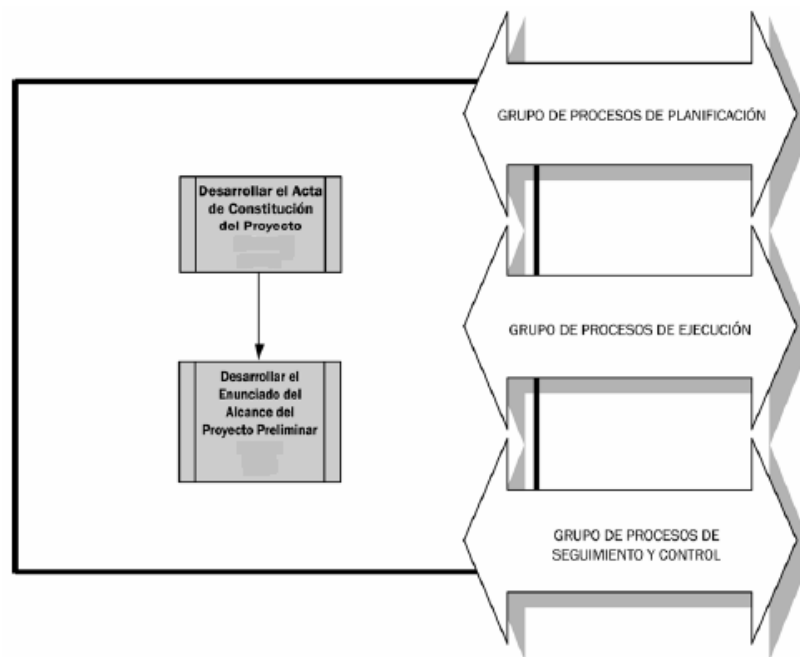 GRUPO DE PROCESOS DE PLANIFICACIÓN
Desarrollar el Acta
de Constitución
del Proyecto
GRUPO DE PROCESOS DE EJECUCIÓN
Desarrollar el
Enunciado del
Alcance del
Proyecto Preliminar
GRUPO DE PROCESOS DE
SEGUIMIENTO Y CONTROL